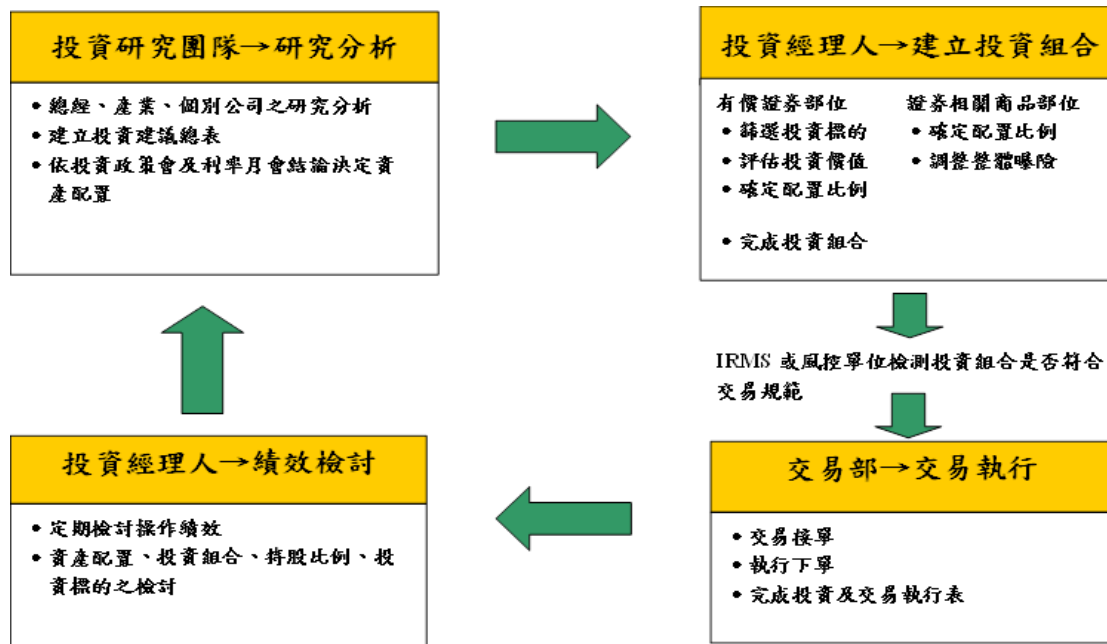 投資研究團隊→研究分析
• 總經、產業、個別公司之研究分析
• 建立投資建議總表
• 依投資政策會及利率月會結論決定資
產配置
投資經理人→建立投資組合
有價證券部位
• 篩選投資標的
• 評估投資價值
• 確定配置比例
• 完成投資組合
證券相關商品部位
• 確定配置比例
• 調整整體曝險
IRMS 或風控單位檢測投資組合是否符合
交易規範
交易部→交易執行
• 交易接單
• 執行下單
• 完成投資及交易執行表
投資經理人→績效檢討
• 定期檢討操作績效
• 資產配置、投資組合、持股比例、投
資標的之檢討